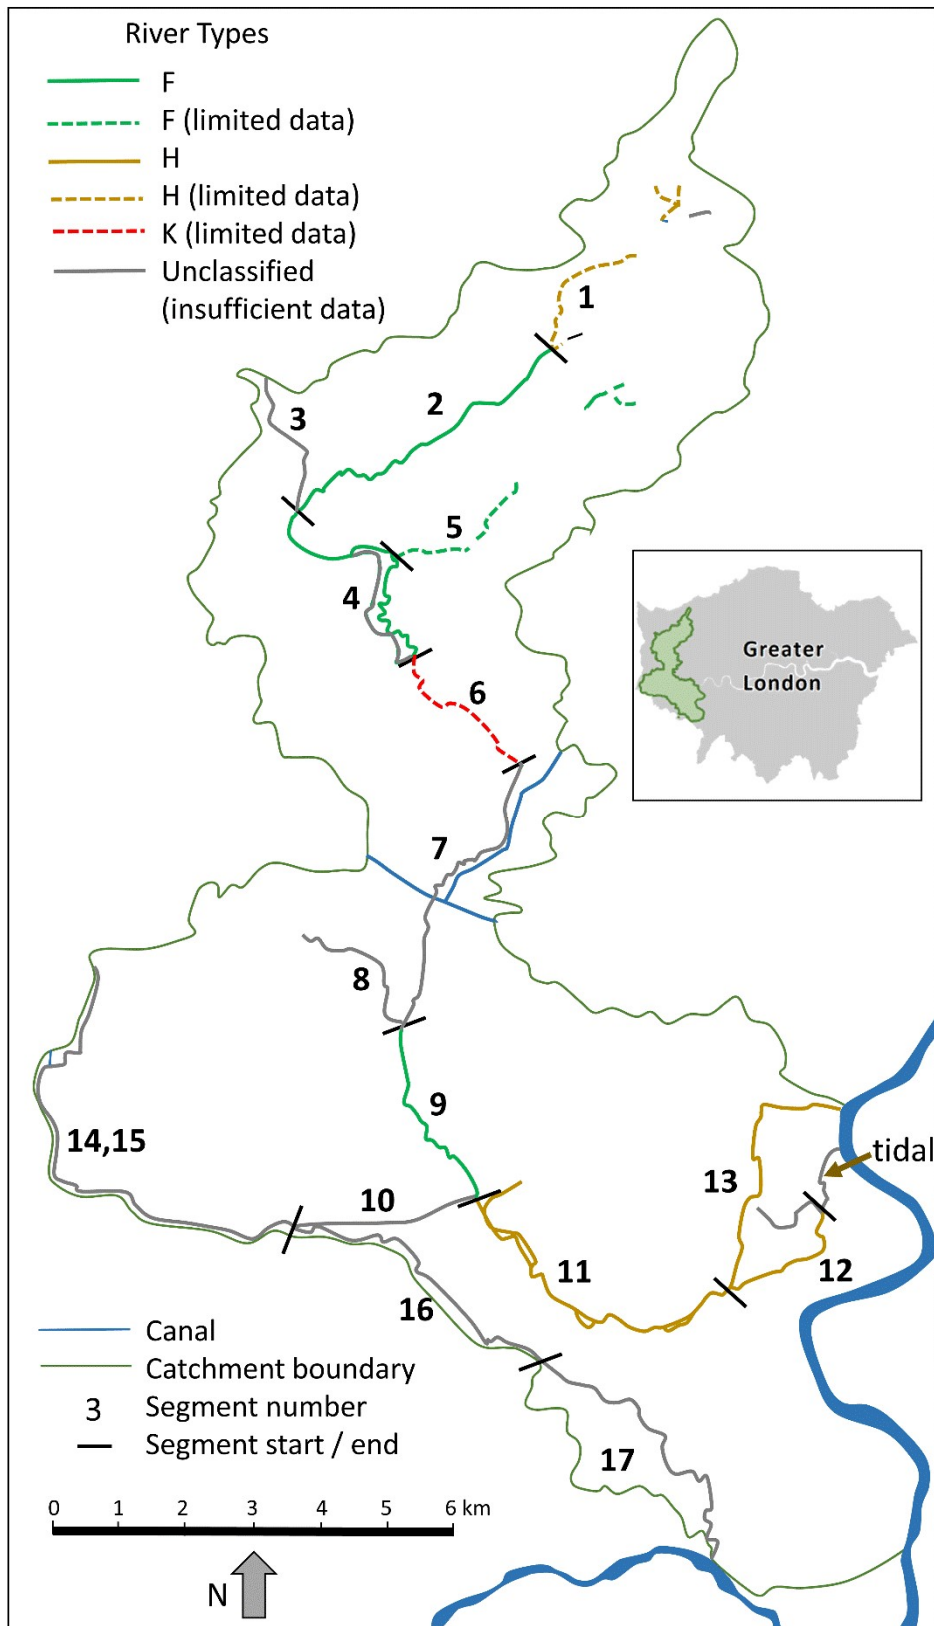 River Types
F
F (limited data)
H
H (limited data)
K (limited data)
Unclassified
(insufficient data)
1
2
3
5
4
6
Greater
London
7
8
9
14,15
10
13
tidal
11
12
16
Canal
Catchment boundary
3 Segment number
Segment start / end
17
0 1 2 3 4 5 6 km
N